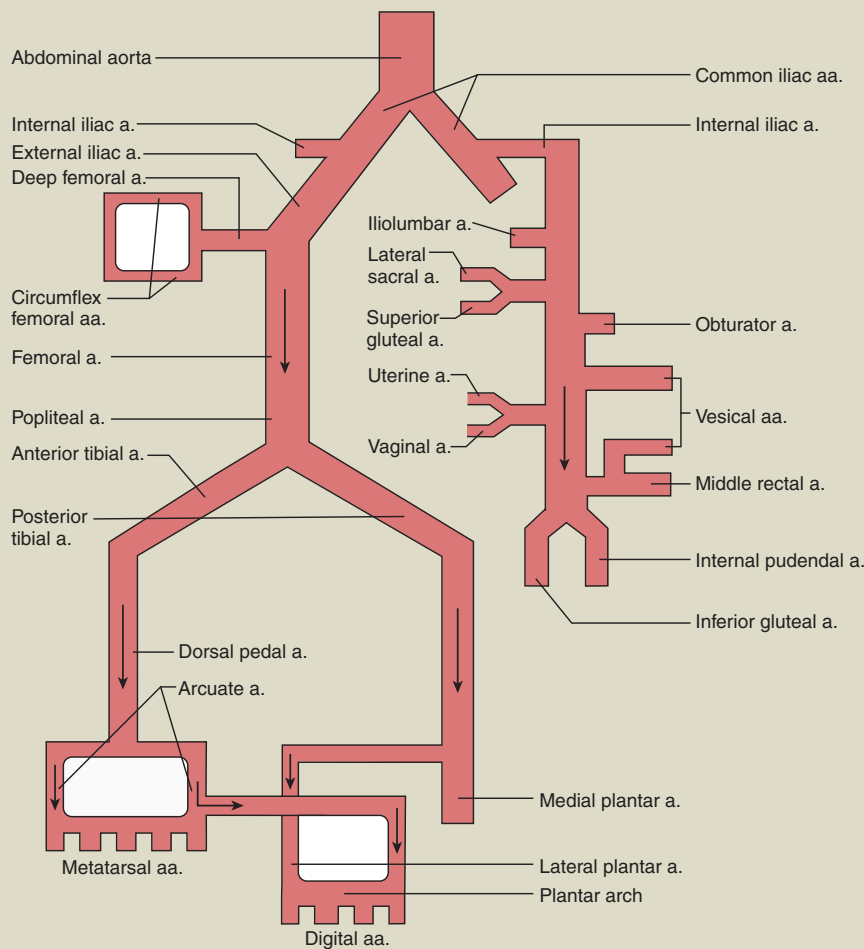 Abdominal aorta
Common iliac aa.
Internal iliac a.
Internal iliac a.
External iliac a.
Deep femoral a.
Iliolumbar a.
Lateral
sacral a.
Circumflex
femoral aa.
Superior
gluteal a.
Obturator a.
Femoral a.
Uterine a.
Popliteal a.
Vesical aa.
Vaginal a.
Anterior tibial a.
Middle rectal a.
Posterior
tibial a.
Internal pudendal a.
Inferior gluteal a.
Dorsal pedal a.
Arcuate a.
Medial plantar a.
Metatarsal aa.
Lateral plantar a.
Plantar arch
Digital aa.